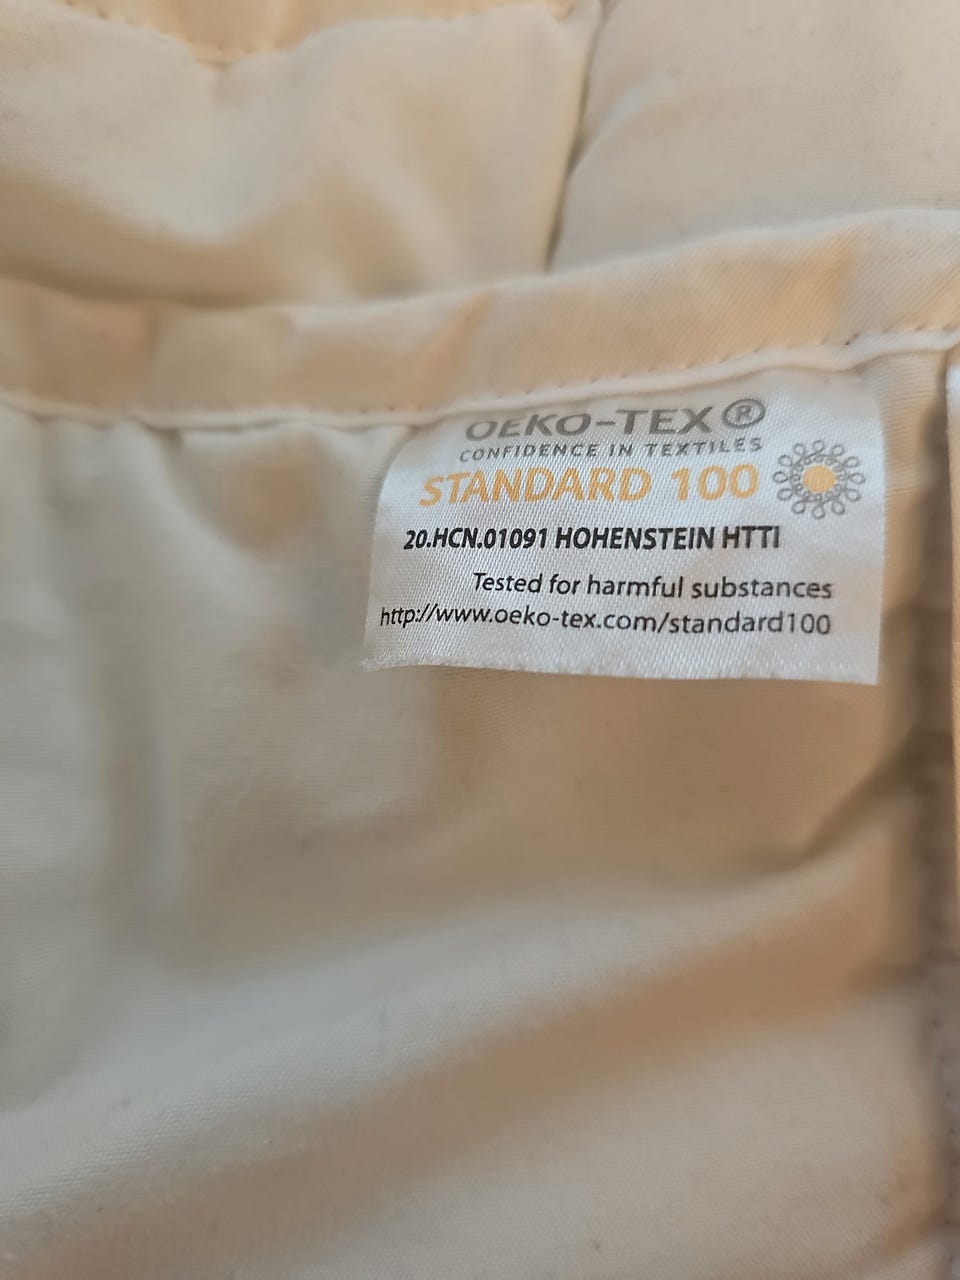 OEKO-TEX®
CONFIDENCE IN TEXTILES
STANDARD 100
20.HCN.01091 HOHENSTEIN HTTI
Tested for harmful substances
http://www.oeko-tex.com/standard100